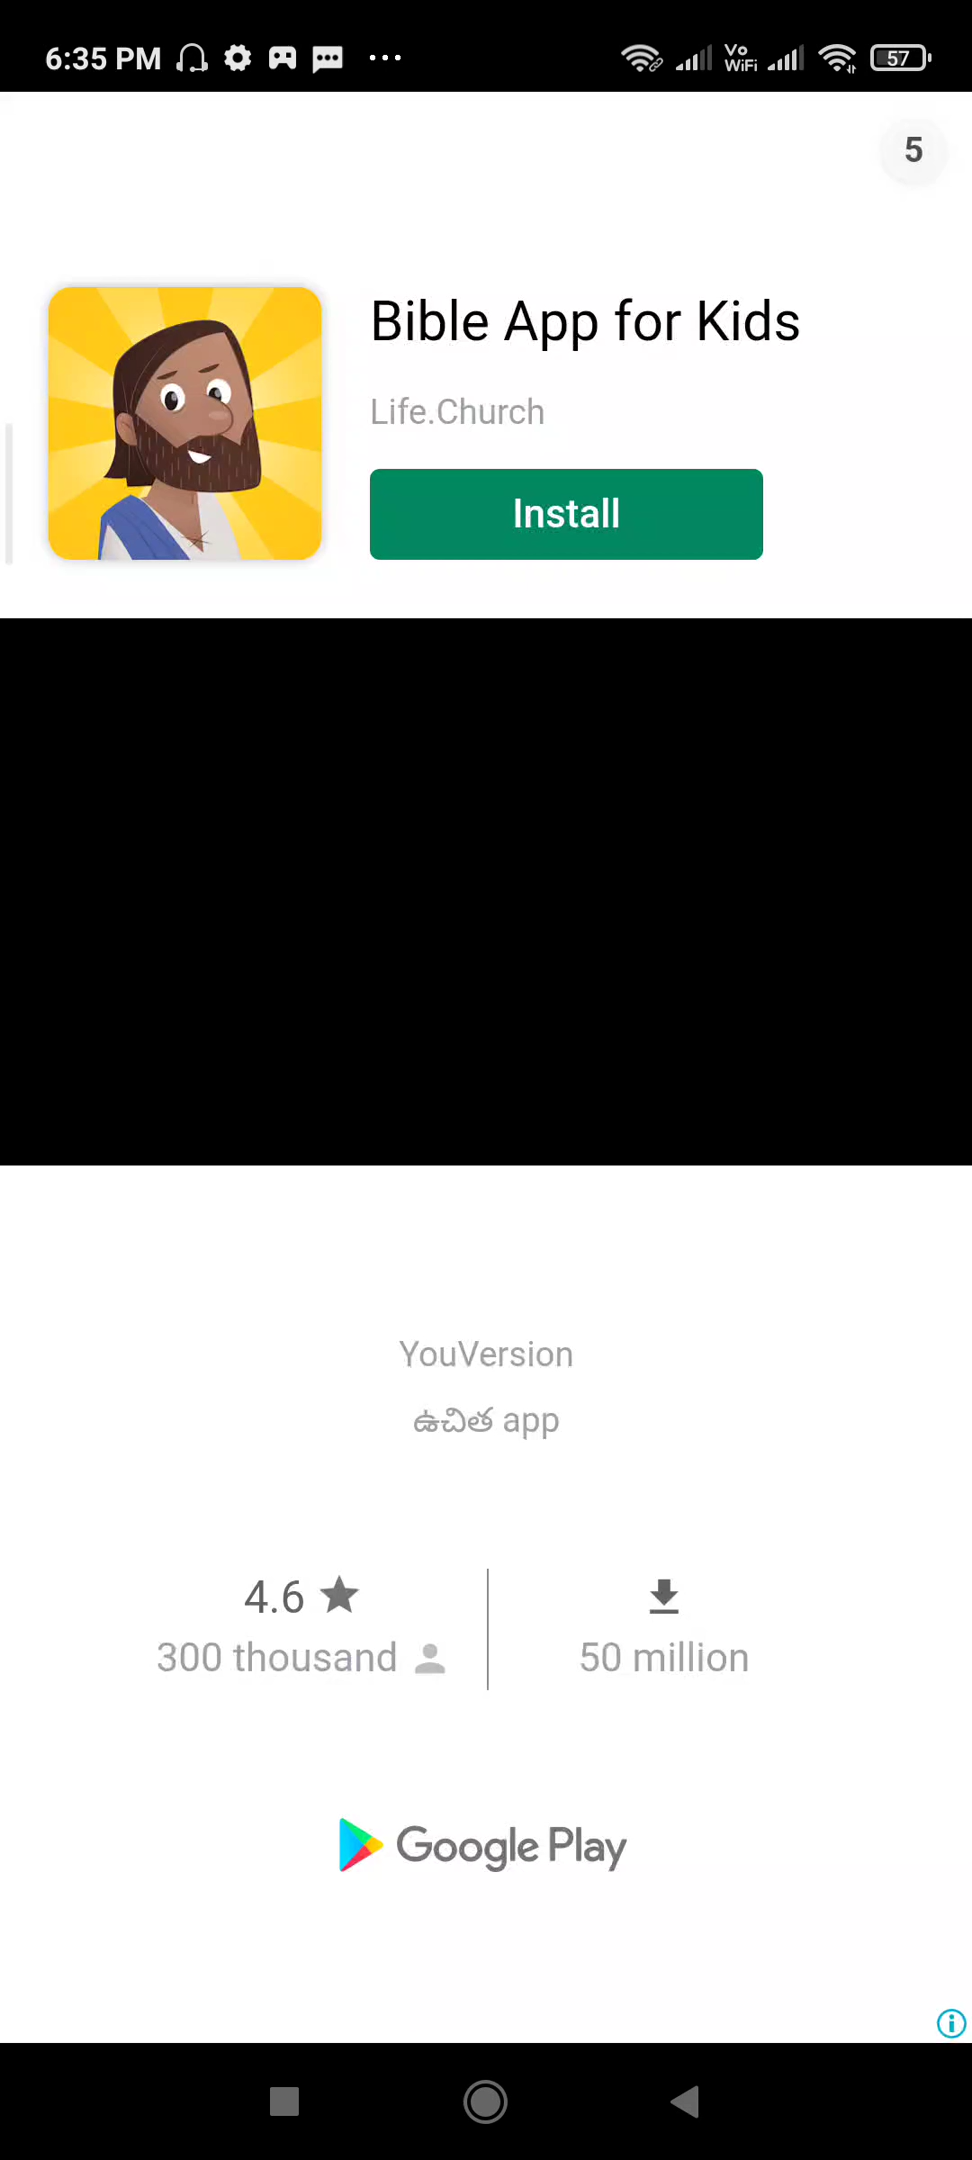 6:35 PM
Vo
WiFi
57
5
Bible App for Kids
Life.Church
Install
YouVersion
ఉచిత app
4.6
300 thousand
50 million
Google Play